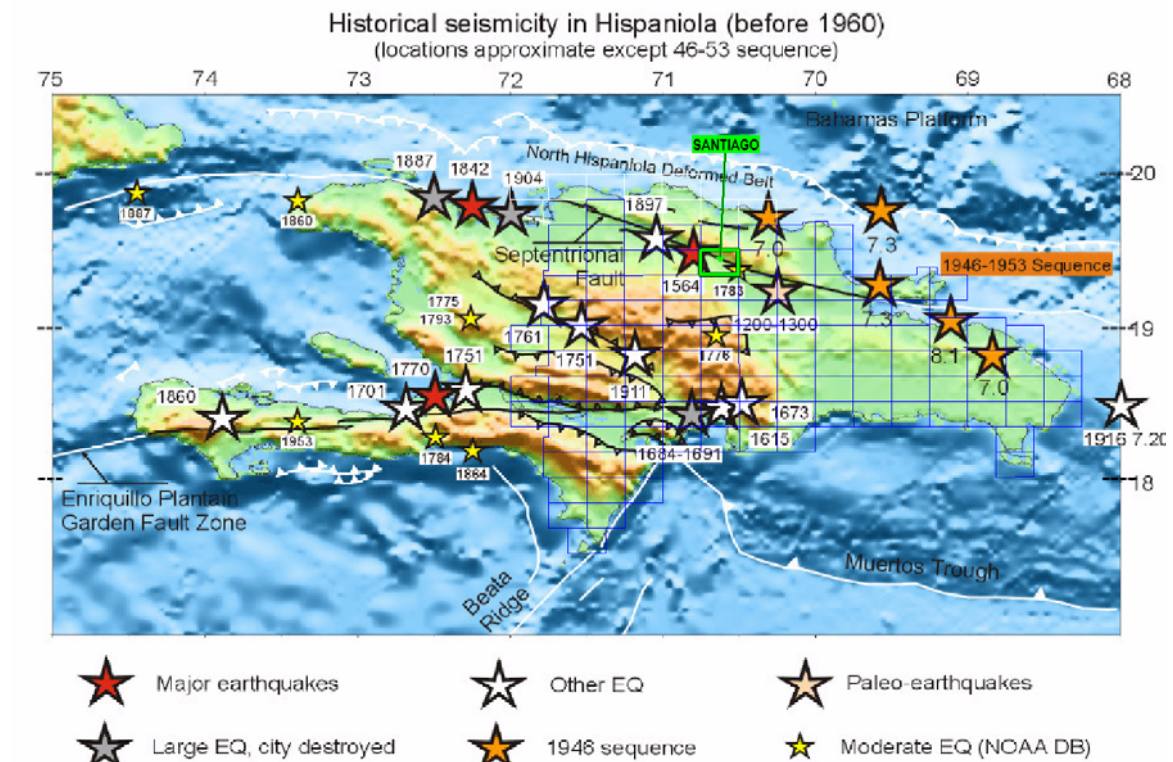 Historical seismicity in Hispaniola (before 1960)
(locations approximate except 46-53 sequence)
75 74 73 72 71 70 69 68
Bahamas Platform
SANTIAGO
North Hispaniola Deformed Belt
1887
1842
1904
20
1887
1860
1897
7.0
7.3
Septentrional
Fault
1564
1783
1946-1953 Sequence
1775
1793
1200-1300
7.3
19
1761
1751
1776
8.1
1751
1770
1911
7.0
1701
1860
1673
1953
1615
1916 7.20
1784
1864
1684-1691
18
Enriquillo Plantain
Garden Fault Zone
Beata
Ridge
Muertos Trough
Major earthquakes
Other EQ
Paleo-earthquakes
Large EQ, city destroyed
1946 sequence
Moderate EQ (NOAA DB)